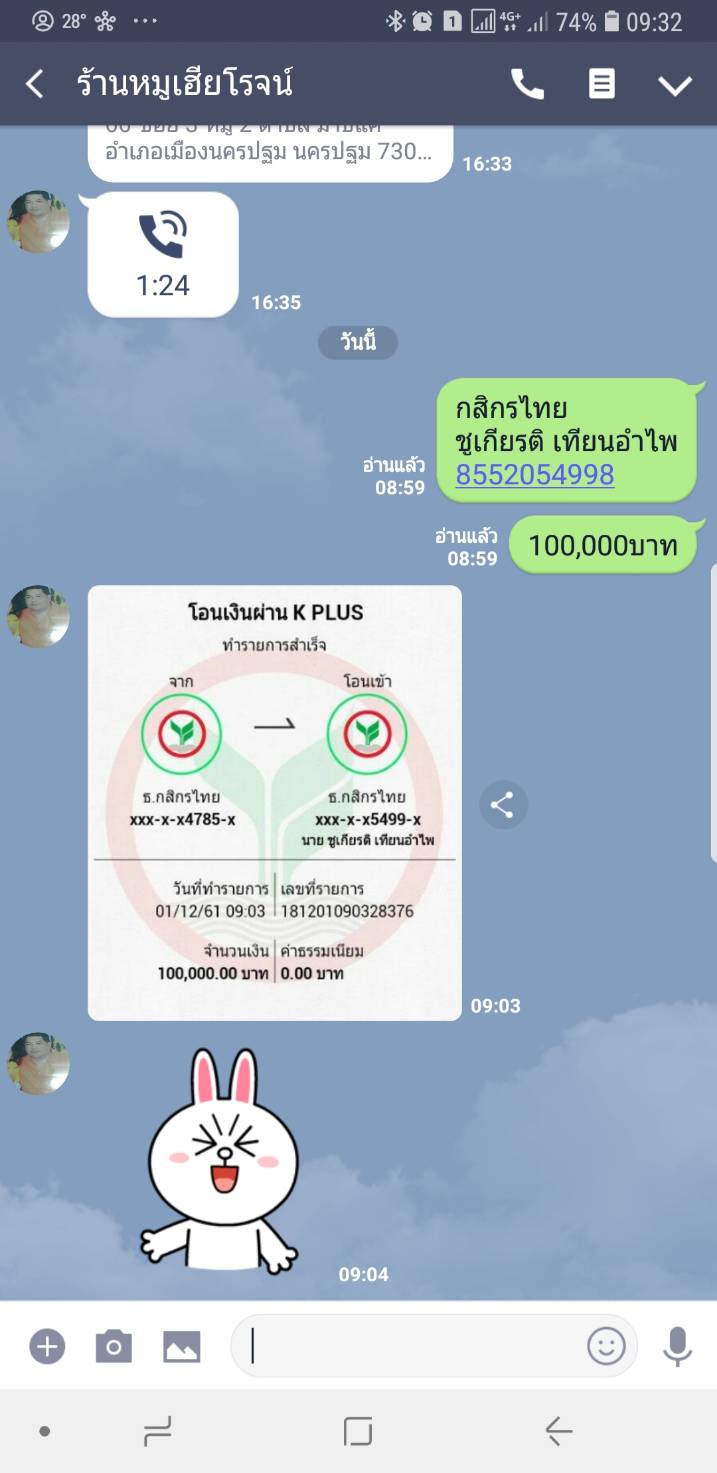 28°
1
4G+
74%
09:32
ร้านหมูเฮียโรจน์
อำเภอเมืองนครปฐม นครปฐม 730...
16:33
1:24
16:35
วันนี้
กสิกรไทย
ชูเกียรติ เทียนอำไพ
8552054998
อ่านแล้ว
08:59
100,000บาท
อ่านแล้ว
08:59
โอนเงินผ่าน K PLUS
ทำรายการสำเร็จ
จาก
โอนเข้า
ธ.กสิกรไทย
xxx-x-x4785-x
ธ.กสิกรไทย
xxx-x-x5499-x
นาย ชูเกียรติ เทียนอำไพ
วันที่ทำรายการ
01/12/61 09:03
เลขที่รายการ
181201090328376
จำนวนเงิน
100,000.00 บาท
ค่าธรรมเนียม
0.00 บาท
09:03
09:04